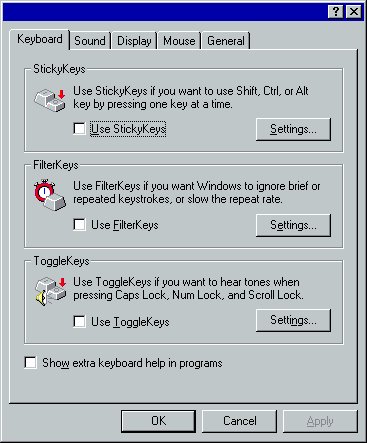 Keyboard Sound Display Mouse General
StickyKeys
Use StickyKeys if you want to use Shift, Ctrl, or Alt
key by pressing one key at a time.
Use StickyKeys Settings...
FilterKeys
Use FilterKeys if you want Windows to ignore brief or
repeated keystrokes, or slow the repeat rate.
Use FilterKeys Settings...
ToggleKeys
Use ToggleKeys if you want to hear tones when
pressing Caps Lock, Num Lock, and Scroll Lock.
Use ToggleKeys Settings...
Show extra keyboard help in programs
OK Cancel Apply